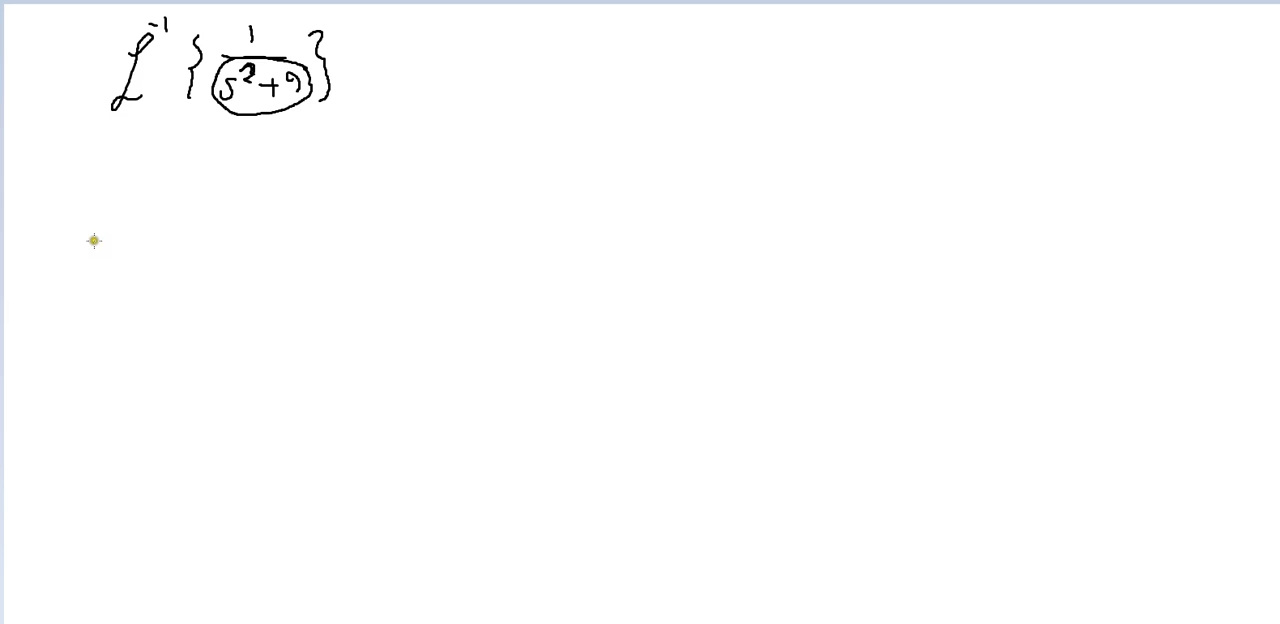 ℒ⁻¹ { 1/(s²+9) }